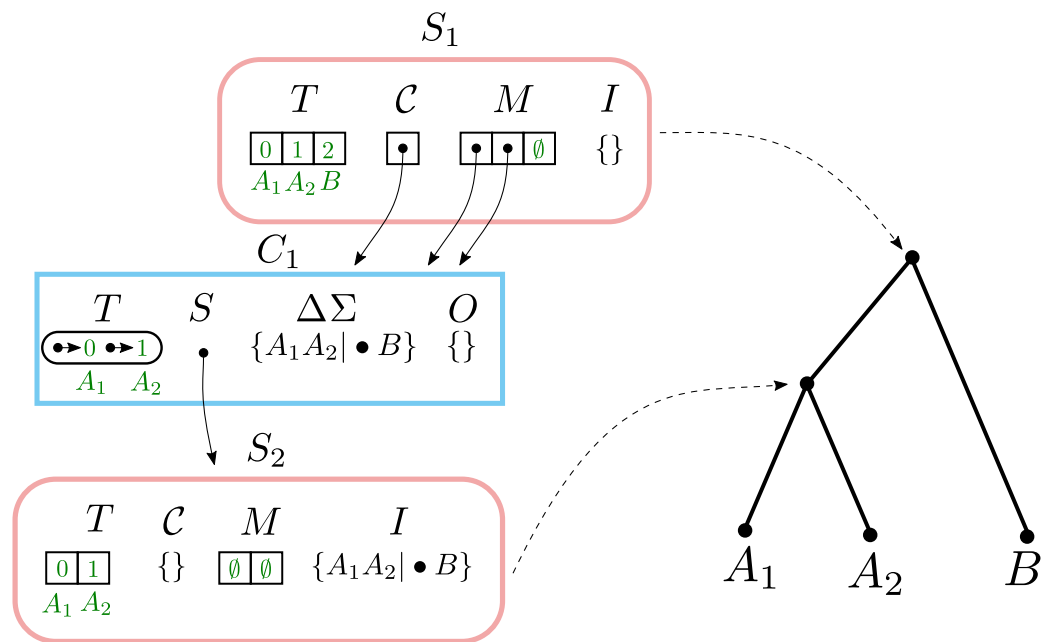 S₁
T 𝒞 M I
0 1 2 ∅ {}
A₁ A₂ B
C₁
T S ΔΣ O
0 1 {A₁A₂|•B} {}
A₁ A₂
S₂
T 𝒞 M I
0 1 {} ∅ ∅ {A₁A₂|•B}
A₁ A₂
A₁ A₂ B